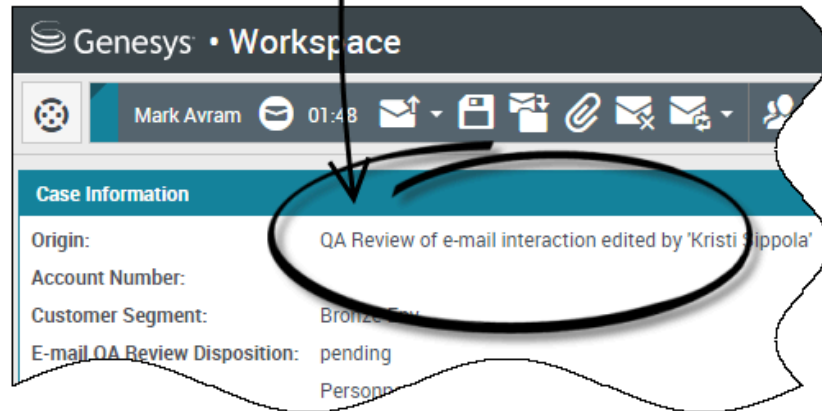 Genesys • Workspace
Mark Avram 01:48
Case Information
Origin: QA Review of e-mail interaction edited by 'Kristi Sippola'
Account Number:
Customer Segment: Bronze
E-mail QA Review Disposition: pending